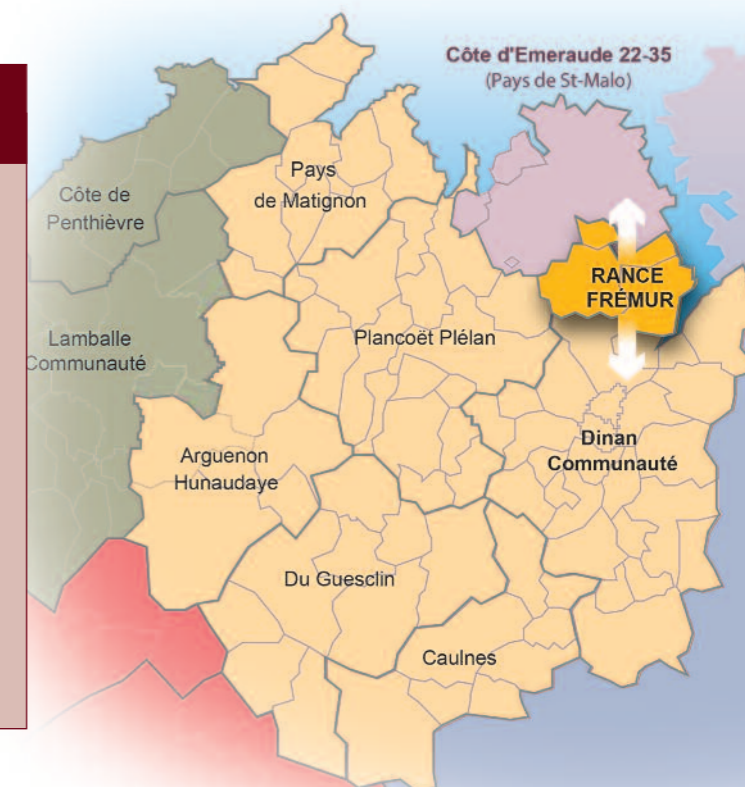 Côte d'Emeraude 22-35
(Pays de St-Malo)
Pays
de Matignon
Côte de
Penthièvre
RANCE
FRÉMUR
Lamballe
Communauté
Plancoët Plélan
Dinan
Communauté
Arguenon
Hunaudaye
Du Guesclin
Caulnes